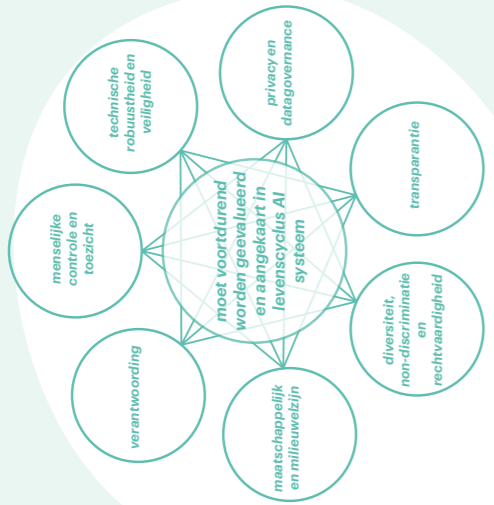 menselijke
controle en
toezicht
technische
robuustheid en
veiligheid
privacy en
datagovernance
transparantie
diversiteit,
non-discriminatie
en
rechtvaardigheid
maatschappelijk
en milieuwelzijn
verantwoording
moet voortdurend
worden geevalueerd
en aangekaart in
levenscyclus AI
systeem